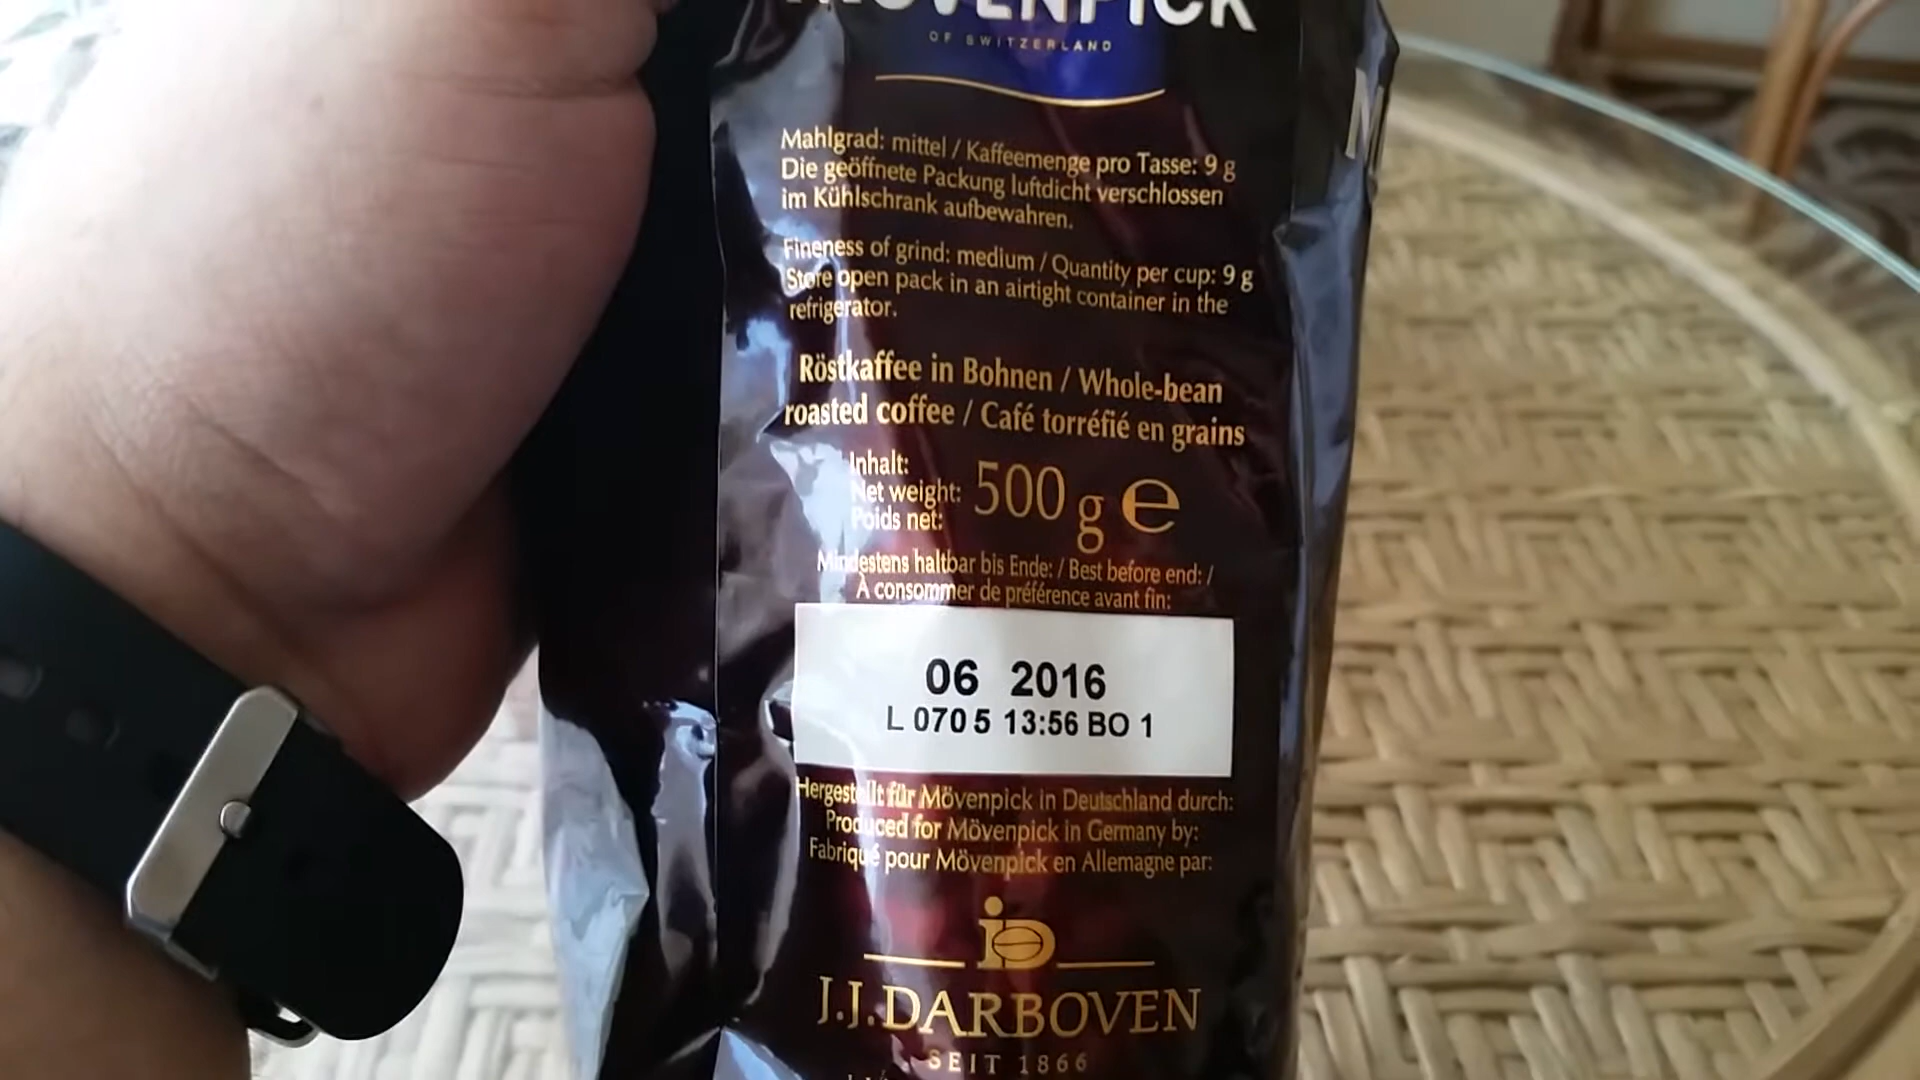 MÖVENPICK
OF SWITZERLAND
Mahlgrad: mittel / Kaffeemenge pro Tasse: 9 g
Die geöffnete Packung luftdicht verschlossen
im Kühlschrank aufbewahren.
Fineness of grind: medium / Quantity per cup: 9 g
Store open pack in an airtight container in the
refrigerator.
Röstkaffee in Bohnen / Whole-bean
roasted coffee / Café torréfié en grains
Inhalt:
Net weight: 500 g e
Poids net:
Mindestens haltbar bis Ende: / Best before end: /
À consommer de préférence avant fin:
06 2016
L 070 5 13:56 BO 1
Hergestellt für Mövenpick in Deutschland durch:
Produced for Mövenpick in Germany by:
Fabriqué pour Mövenpick en Allemagne par:
J.J.DARBOVEN
SEIT 1866